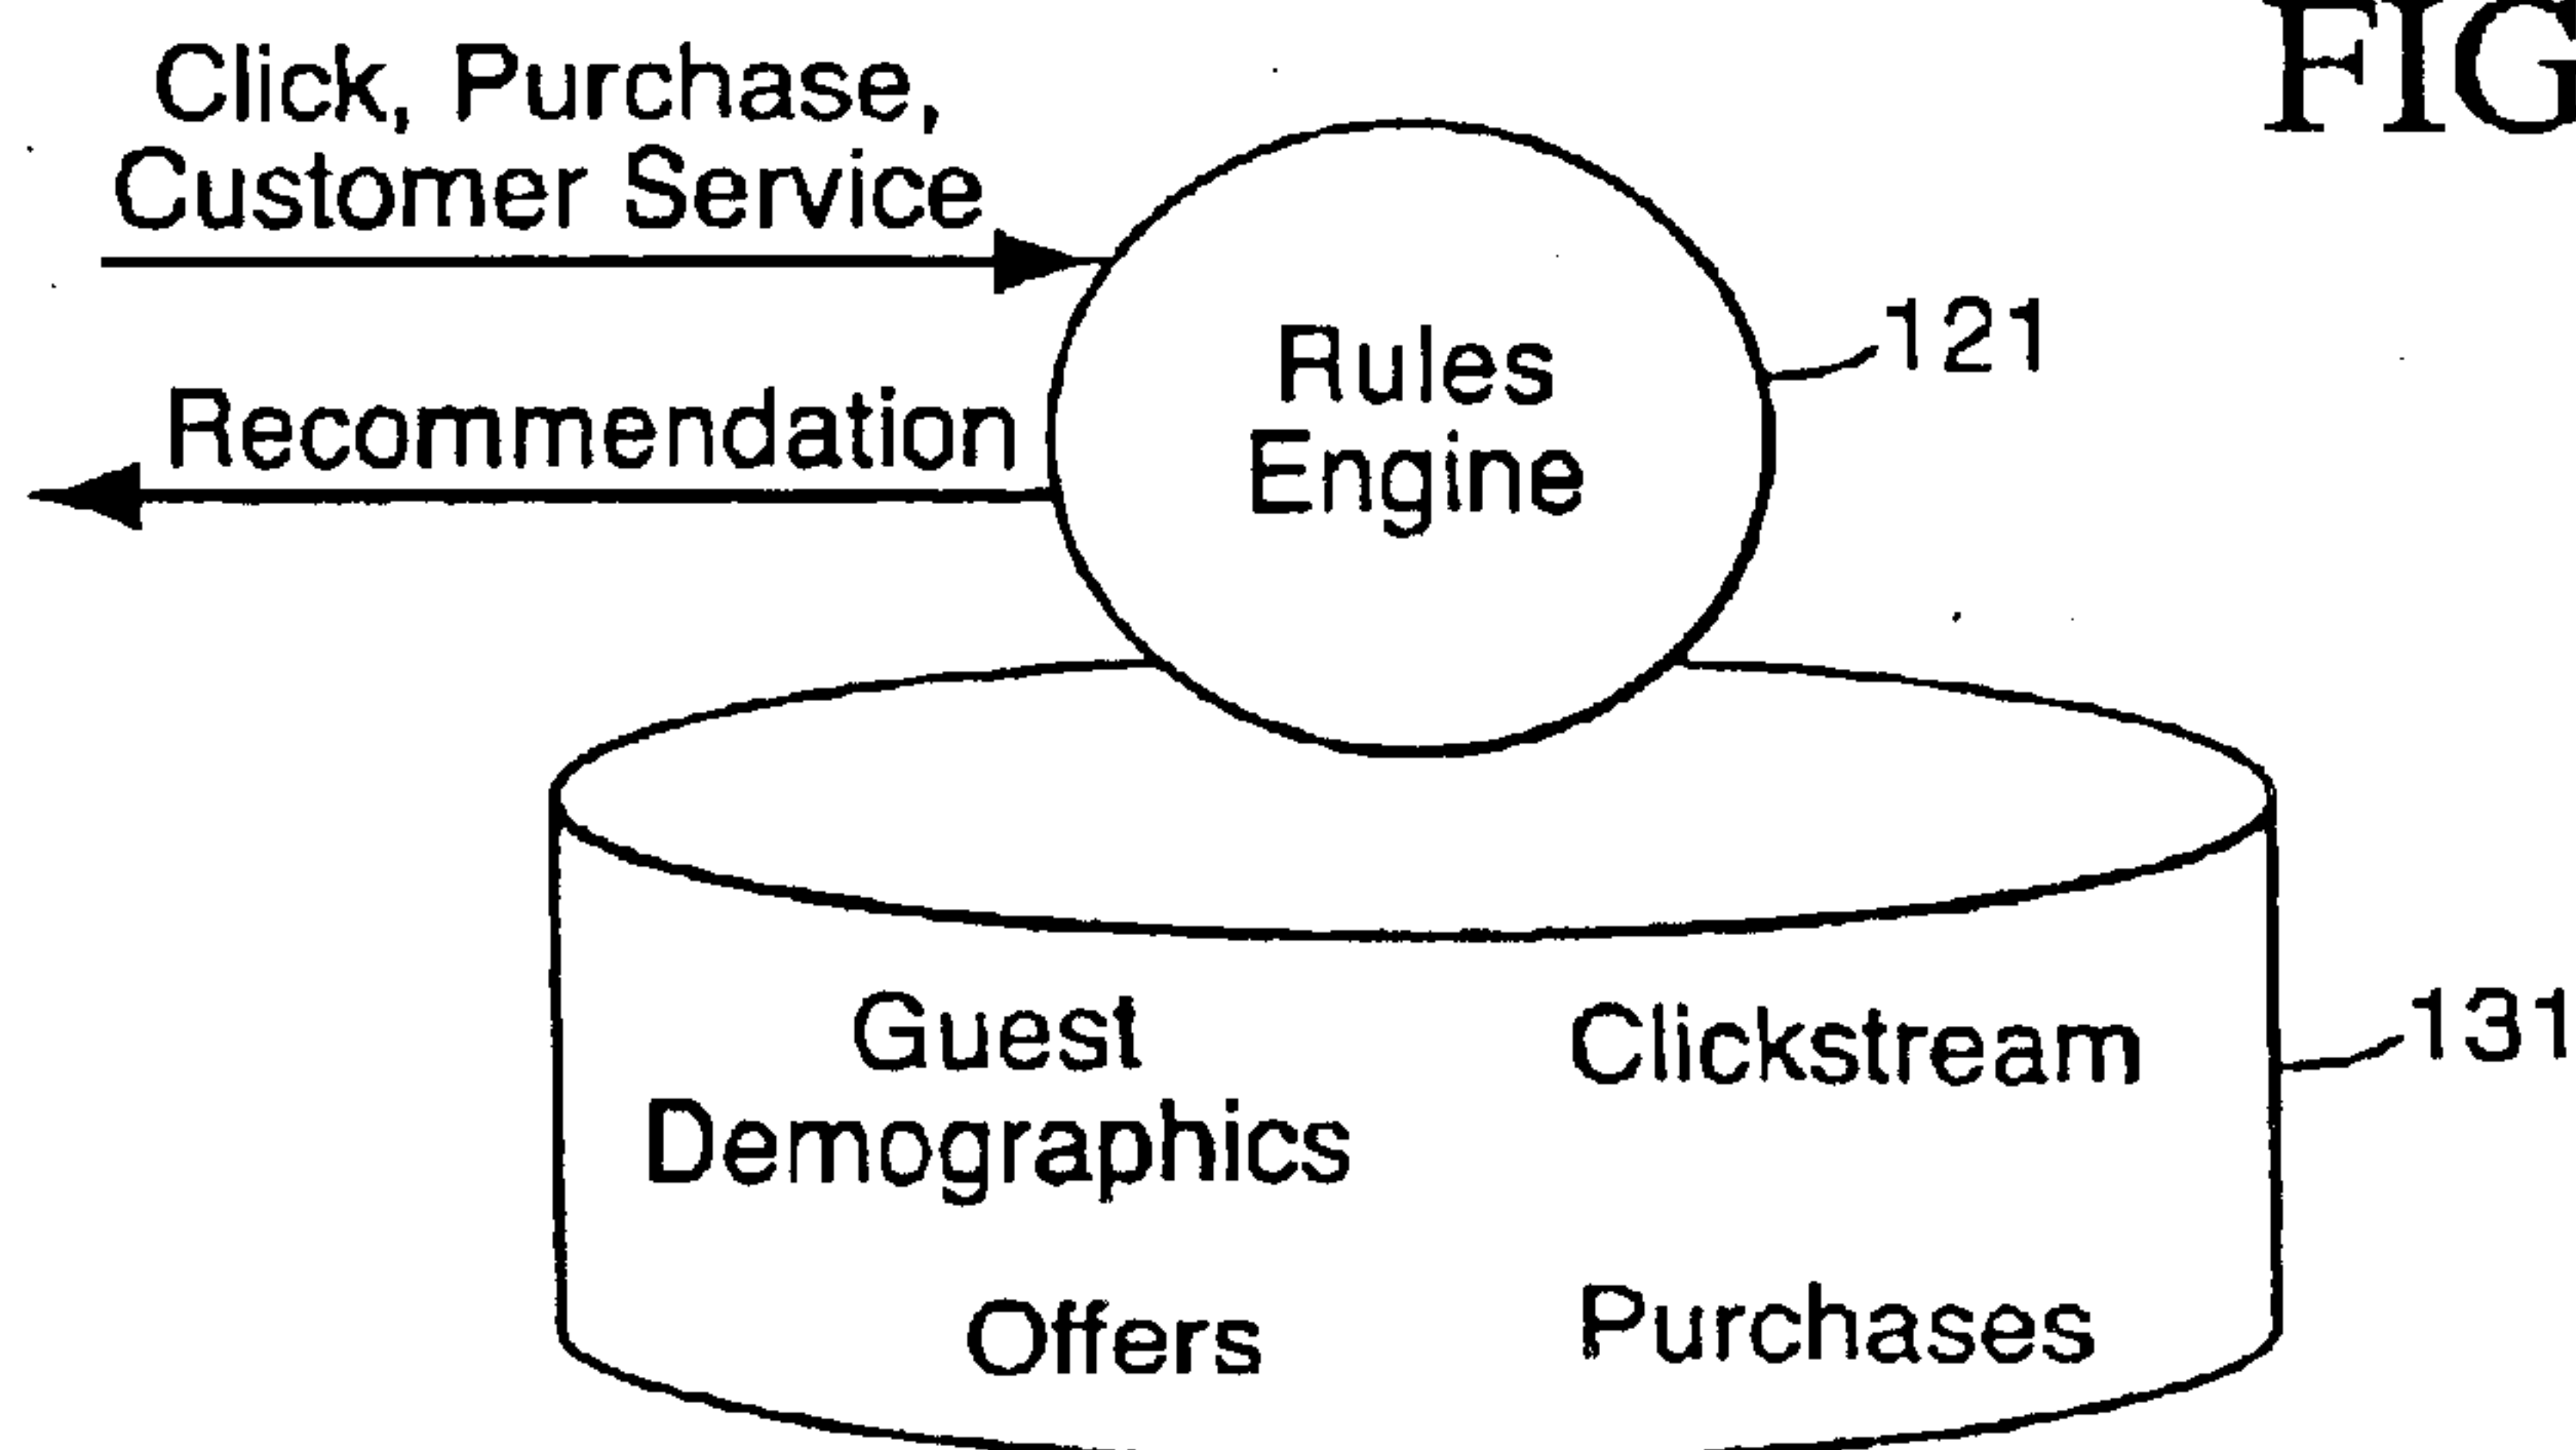 FIG
Click, Purchase,
Customer Service
Recommendation
Rules
Engine
121
Guest
Demographics
Clickstream
131
Offers
Purchases